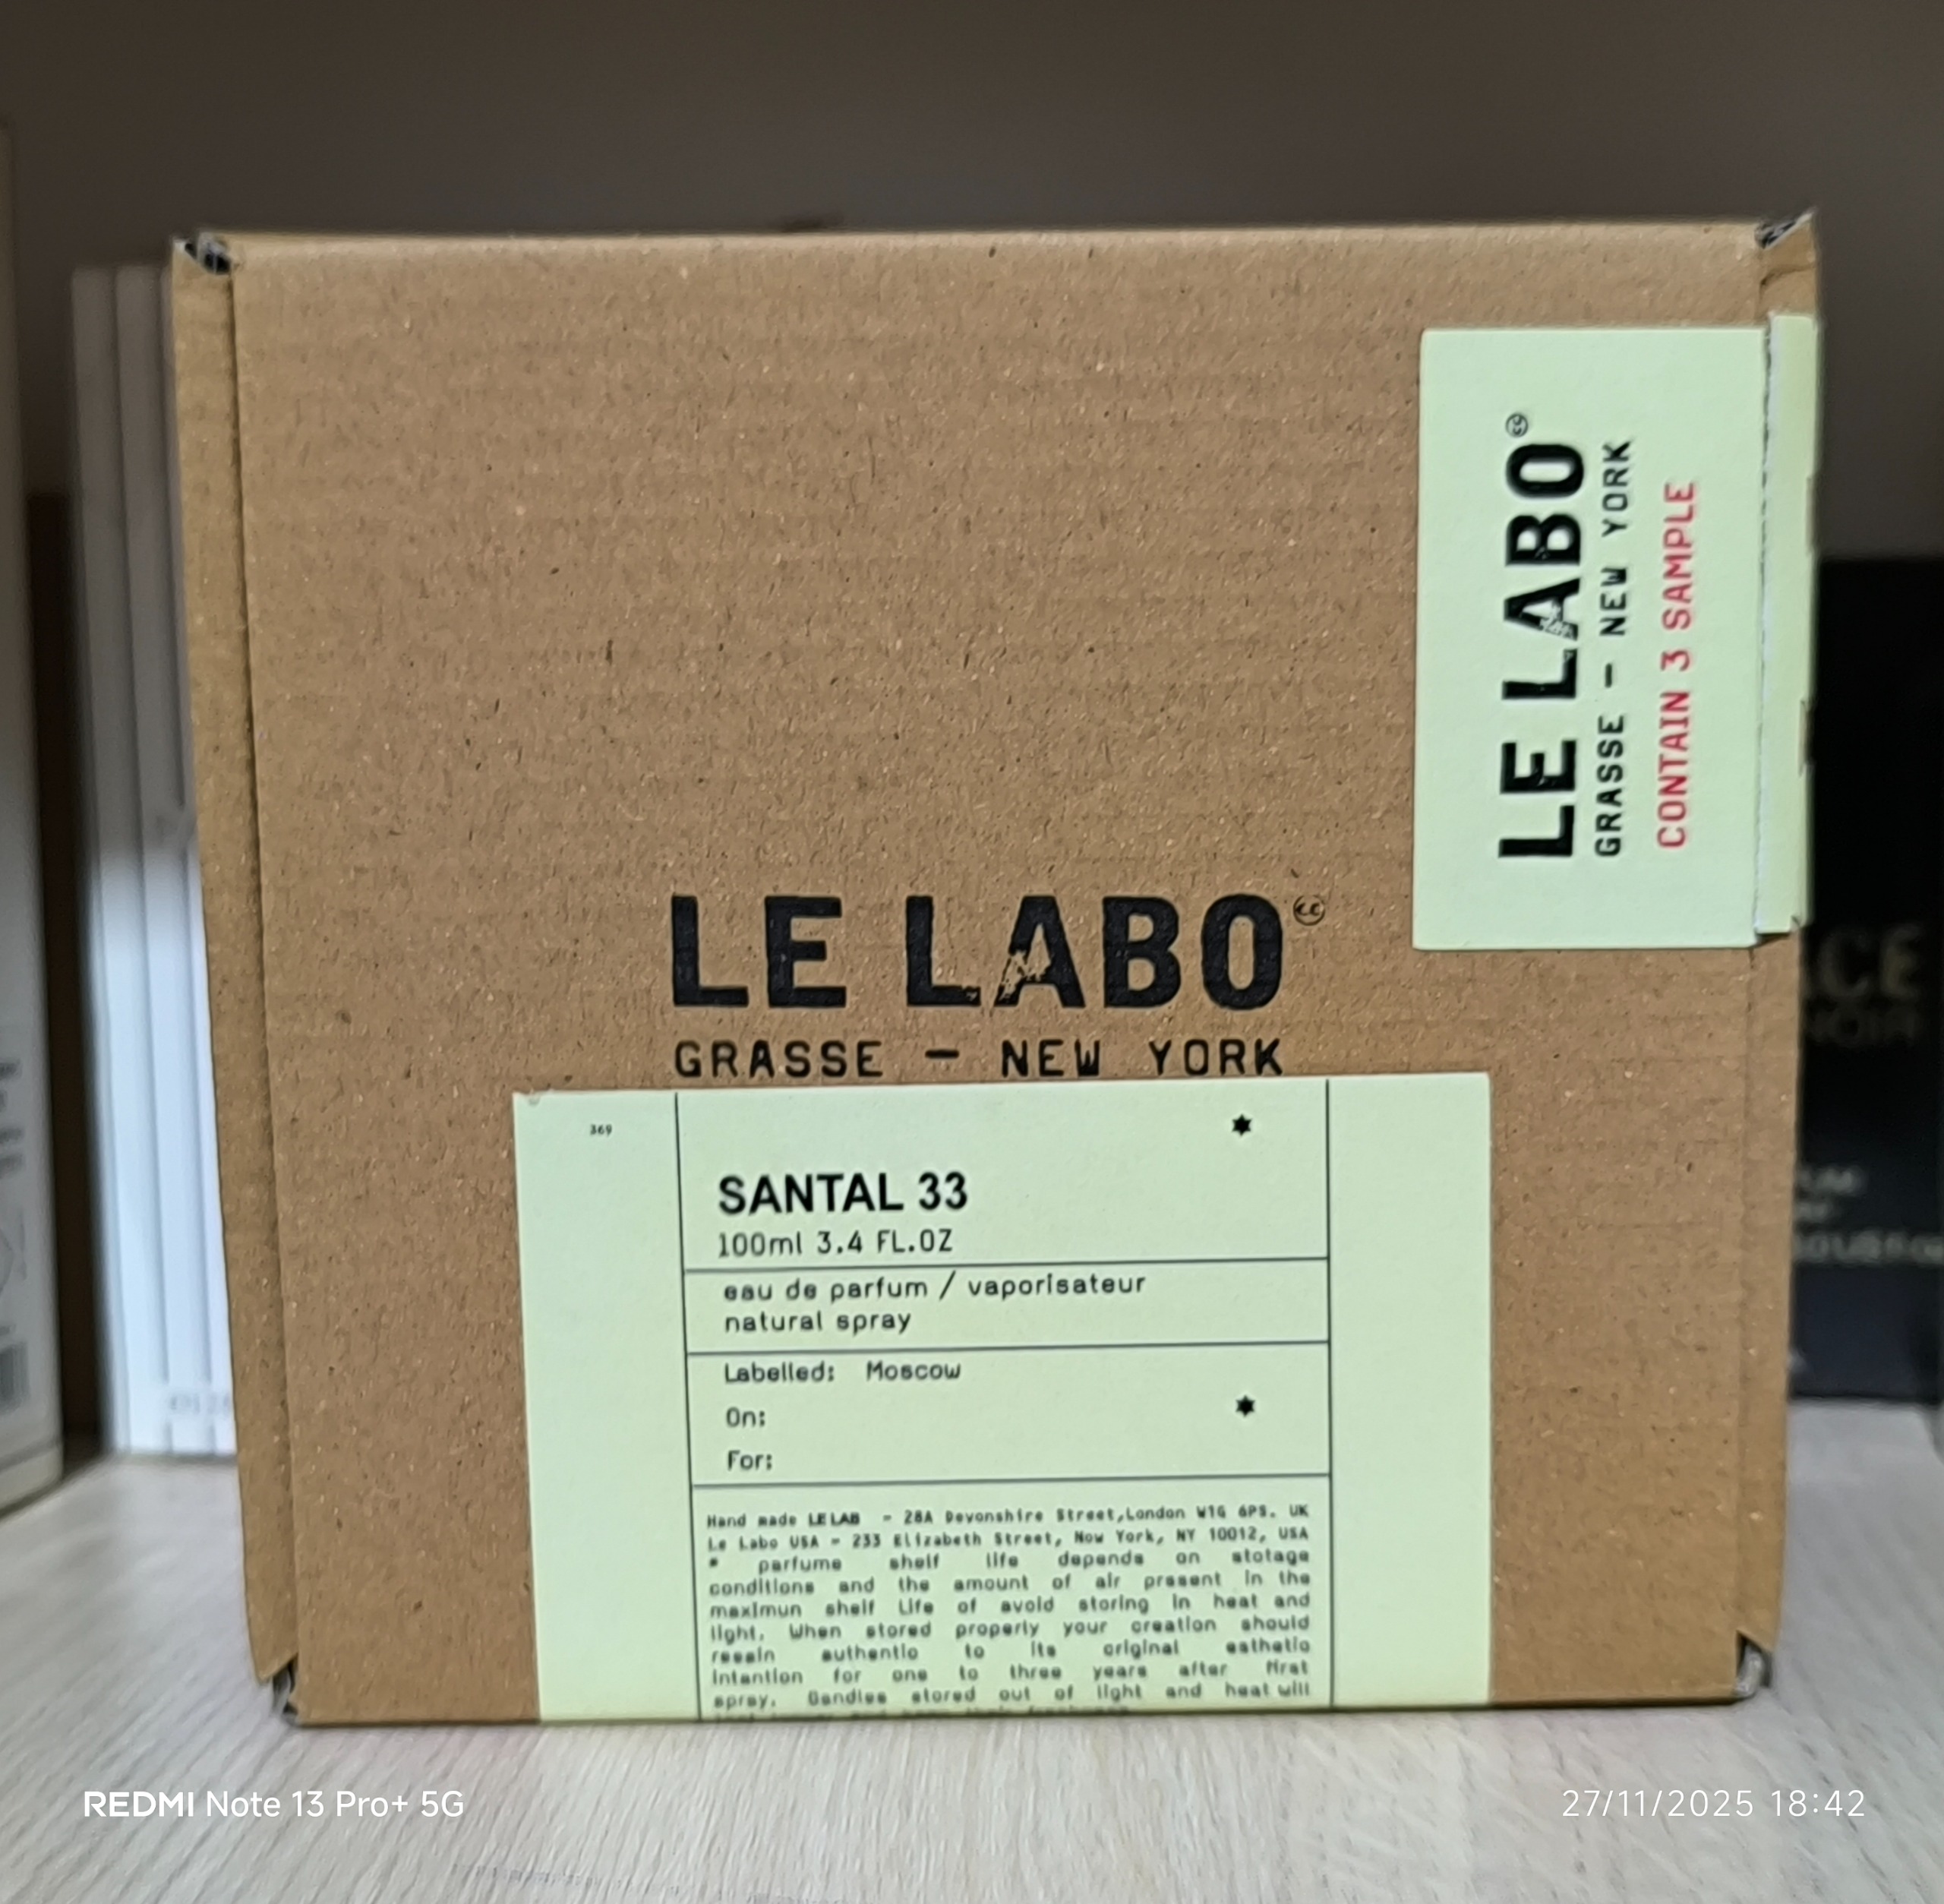 LE LABO
GRASSE – NEW YORK
CONTAIN 3 SAMPLE
LE LABO
GRASSE – NEW YORK
369
SANTAL 33
100ml 3.4 FL.OZ
eau de parfum / vaporisateur
natural spray
Labelled: Moscow
On:
For:
Hand made LE LAB - 28A Devonshire Street,London W1G 6PS. UK
Le Labo USA - 233 Elizabeth Street, New York, NY 10012, USA
* parfume shelf life depends on stotage
conditions and the amount of air present in the
maximun shelf Life of avoid storing in heat and
light. When stored properly your creation should
authentio to its original esthetio
intantion for one to three years after first
spray. Gandles stored out of light and heat will
REDMI Note 13 Pro+ 5G
27/11/2025 18:42